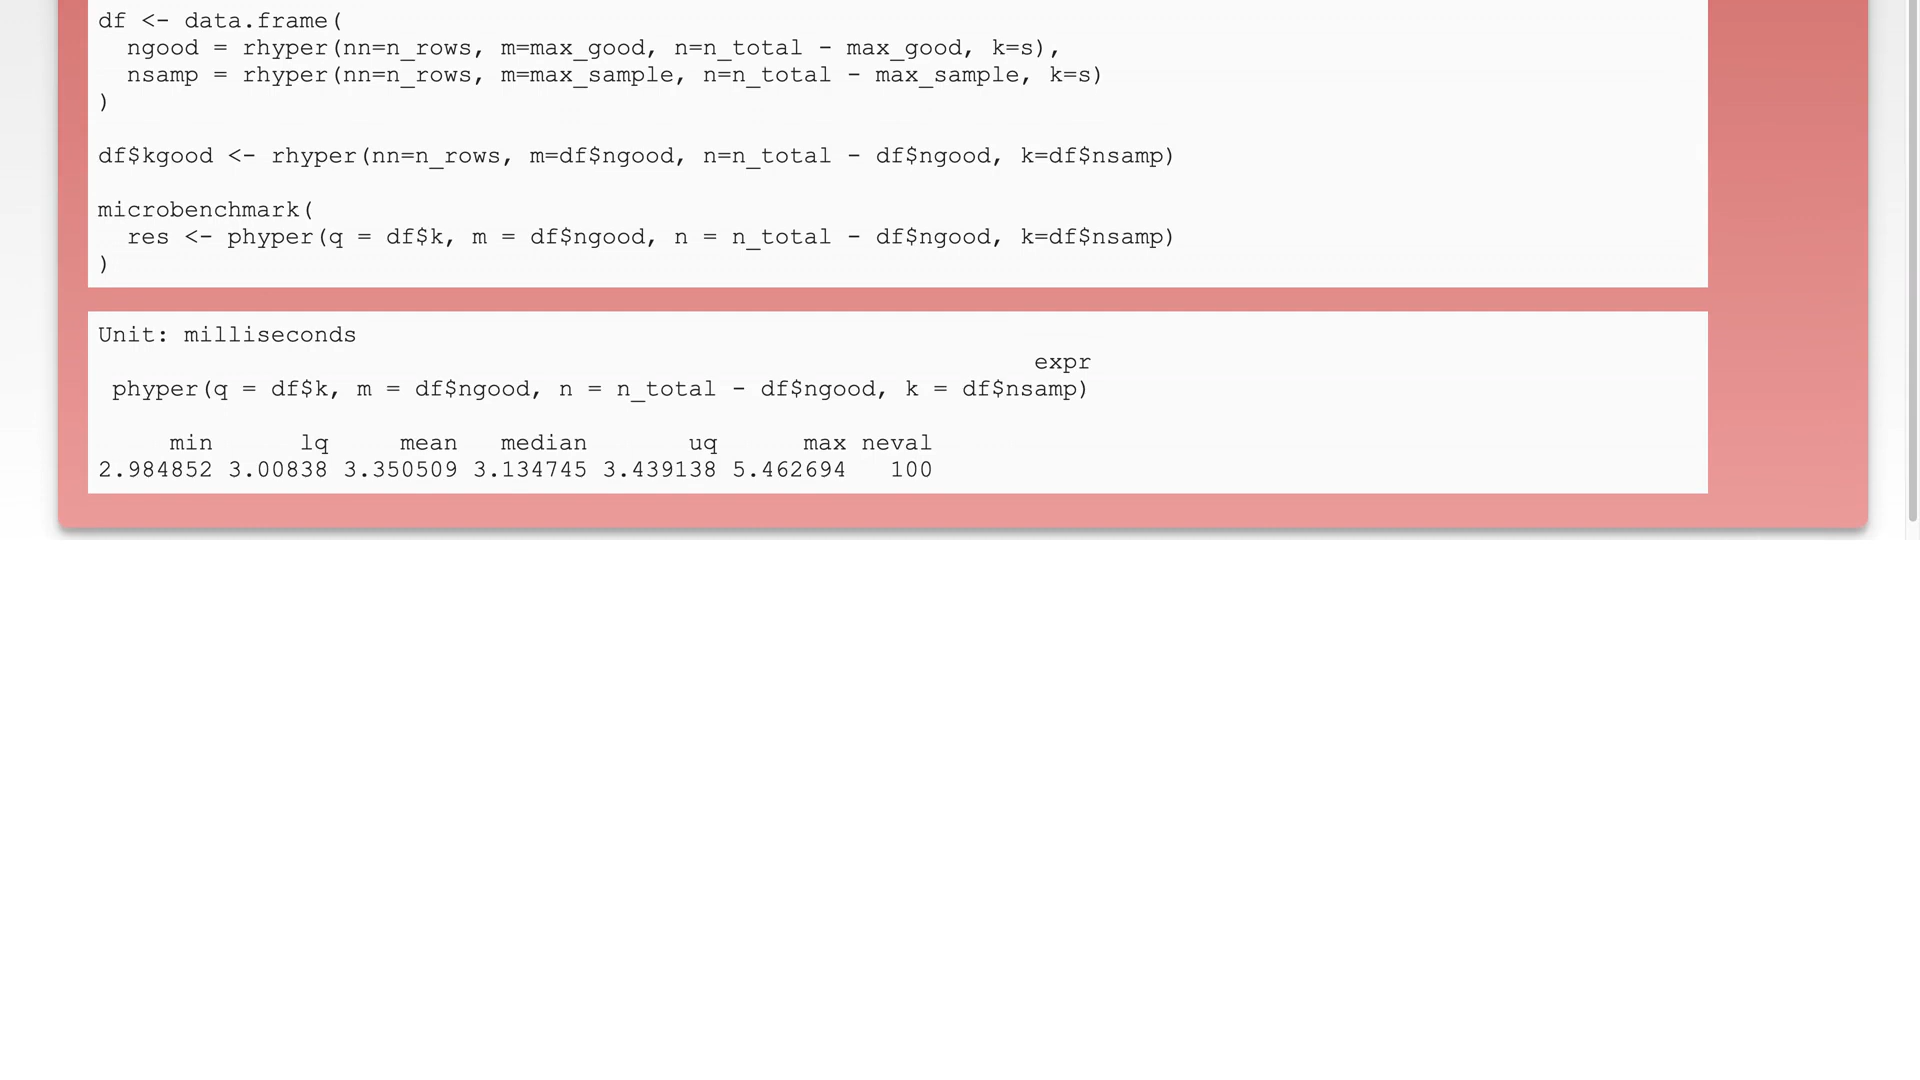 df <- data.frame(
  ngood = rhyper(nn=n_rows, m=max_good, n=n_total - max_good, k=s),
  nsamp = rhyper(nn=n_rows, m=max_sample, n=n_total - max_sample, k=s)
)
df$kgood <- rhyper(nn=n_rows, m=df$ngood, n=n_total - df$ngood, k=df$nsamp)
microbenchmark(
  res <- phyper(q = df$k, m = df$ngood, n = n_total - df$ngood, k=df$nsamp)
)
Unit: milliseconds
expr
phyper(q = df$k, m = df$ngood, n = n_total - df$ngood, k = df$nsamp)
min lq mean median uq max neval
2.984852 3.00838 3.350509 3.134745 3.439138 5.462694 100